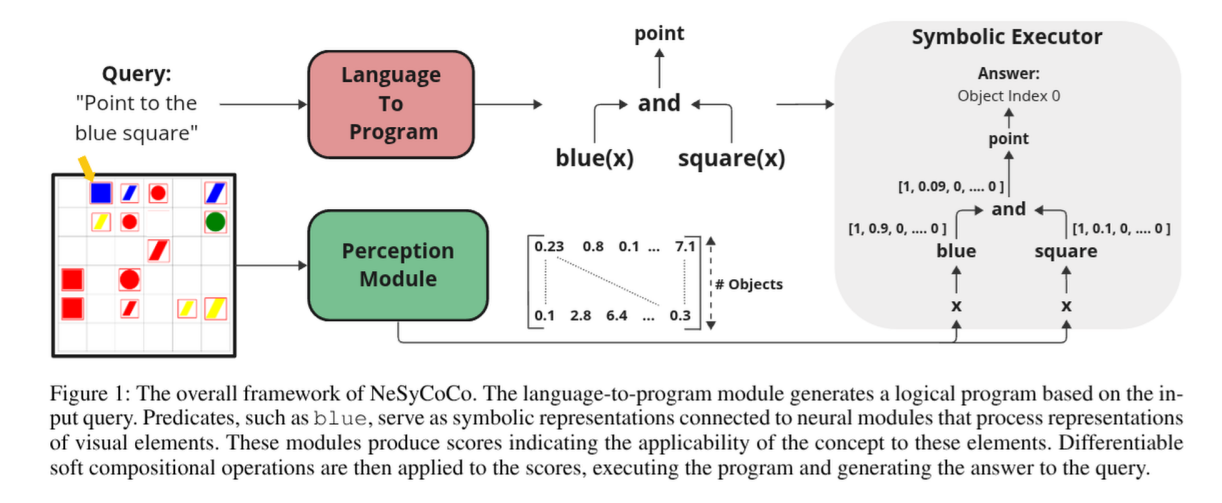 Query:
"Point to the
blue square"
Language
To
Program
point
and
blue(x)
square(x)
Perception
Module
0.23 0.8 0.1 ... 7.1
0.1 2.8 6.4 ... 0.3
# Objects
Symbolic Executor
Answer:
Object Index 0
point
[1, 0.09, 0, .... 0 ]
and
[1, 0.9, 0, .... 0 ]
[1, 0.1, 0, .... 0 ]
blue
square
x
x
Figure 1: The overall framework of NeSyCoCo. The language-to-program module generates a logical program based on the in-
put query. Predicates, such as blue, serve as symbolic representations connected to neural modules that process representations
of visual elements. These modules produce scores indicating the applicability of the concept to these elements. Differentiable
soft compositional operations are then applied to the scores, executing the program and generating the answer to the query.